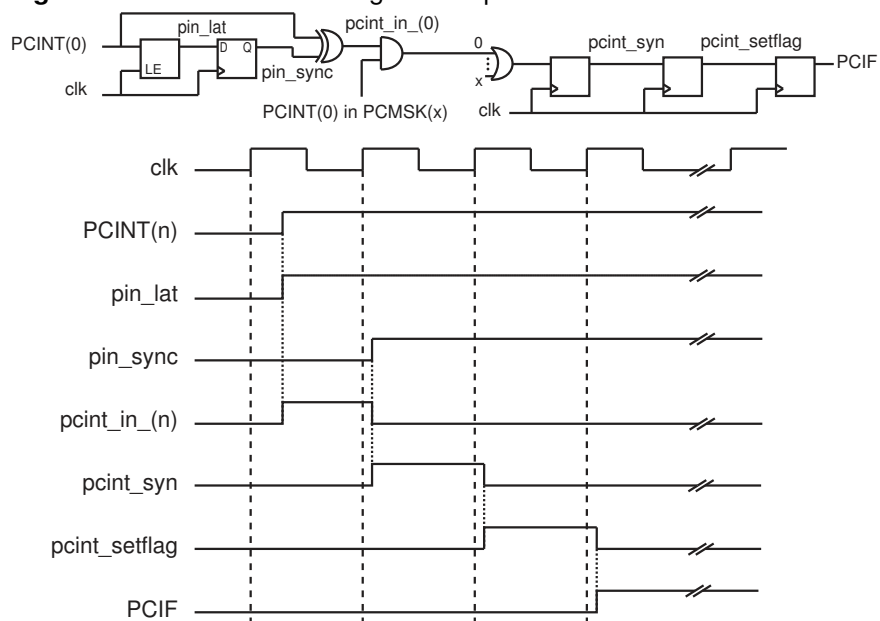 pin_lat
pcint_in_(0)
PCINT(0)
D Q
LE
pin_sync
clk
PCINT(0) in PCMSK(x)
0
x
clk
pcint_syn
pcint_setflag
PCIF
clk
PCINT(n)
pin_lat
pin_sync
pcint_in_(n)
pcint_syn
pcint_setflag
PCIF